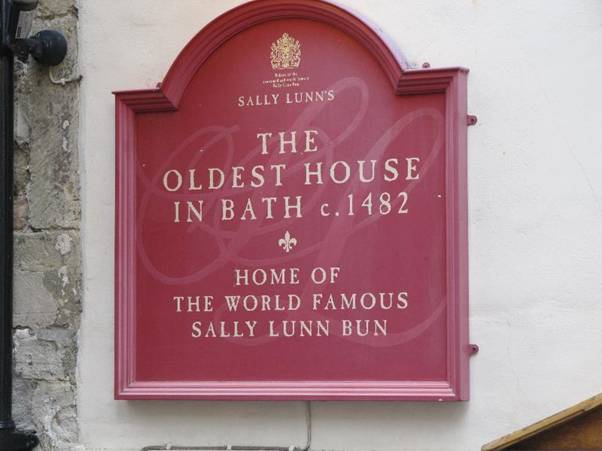 SALLY LUNN'S
THE
OLDEST HOUSE
IN BATH c.1482
HOME OF
THE WORLD FAMOUS
SALLY LUNN BUN